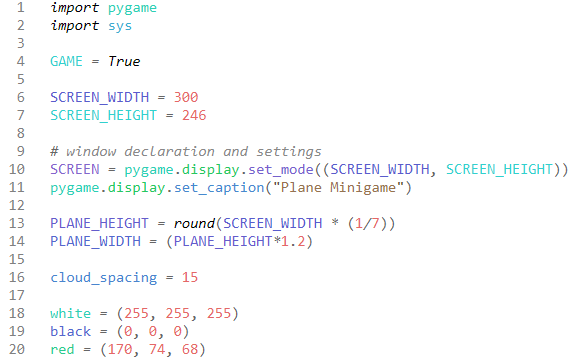 1 import pygame
2 import sys
3
4 GAME = True
5
6 SCREEN_WIDTH = 300
7 SCREEN_HEIGHT = 246
8
9 # window declaration and settings
10 SCREEN = pygame.display.set_mode((SCREEN_WIDTH, SCREEN_HEIGHT))
11 pygame.display.set_caption("Plane Minigame")
12
13 PLANE_HEIGHT = round(SCREEN_WIDTH * (1/7))
14 PLANE_WIDTH = (PLANE_HEIGHT*1.2)
15
16 cloud_spacing = 15
17
18 white = (255, 255, 255)
19 black = (0, 0, 0)
20 red = (170, 74, 68)